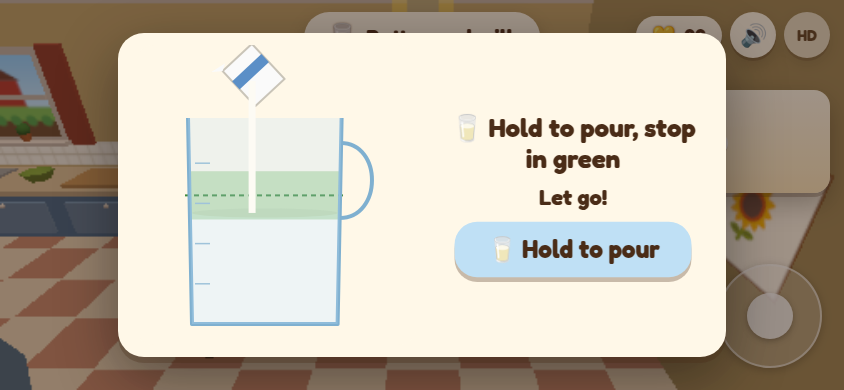 HD
🥛 Hold to pour, stop
in green
Let go!
🥛 Hold to pour